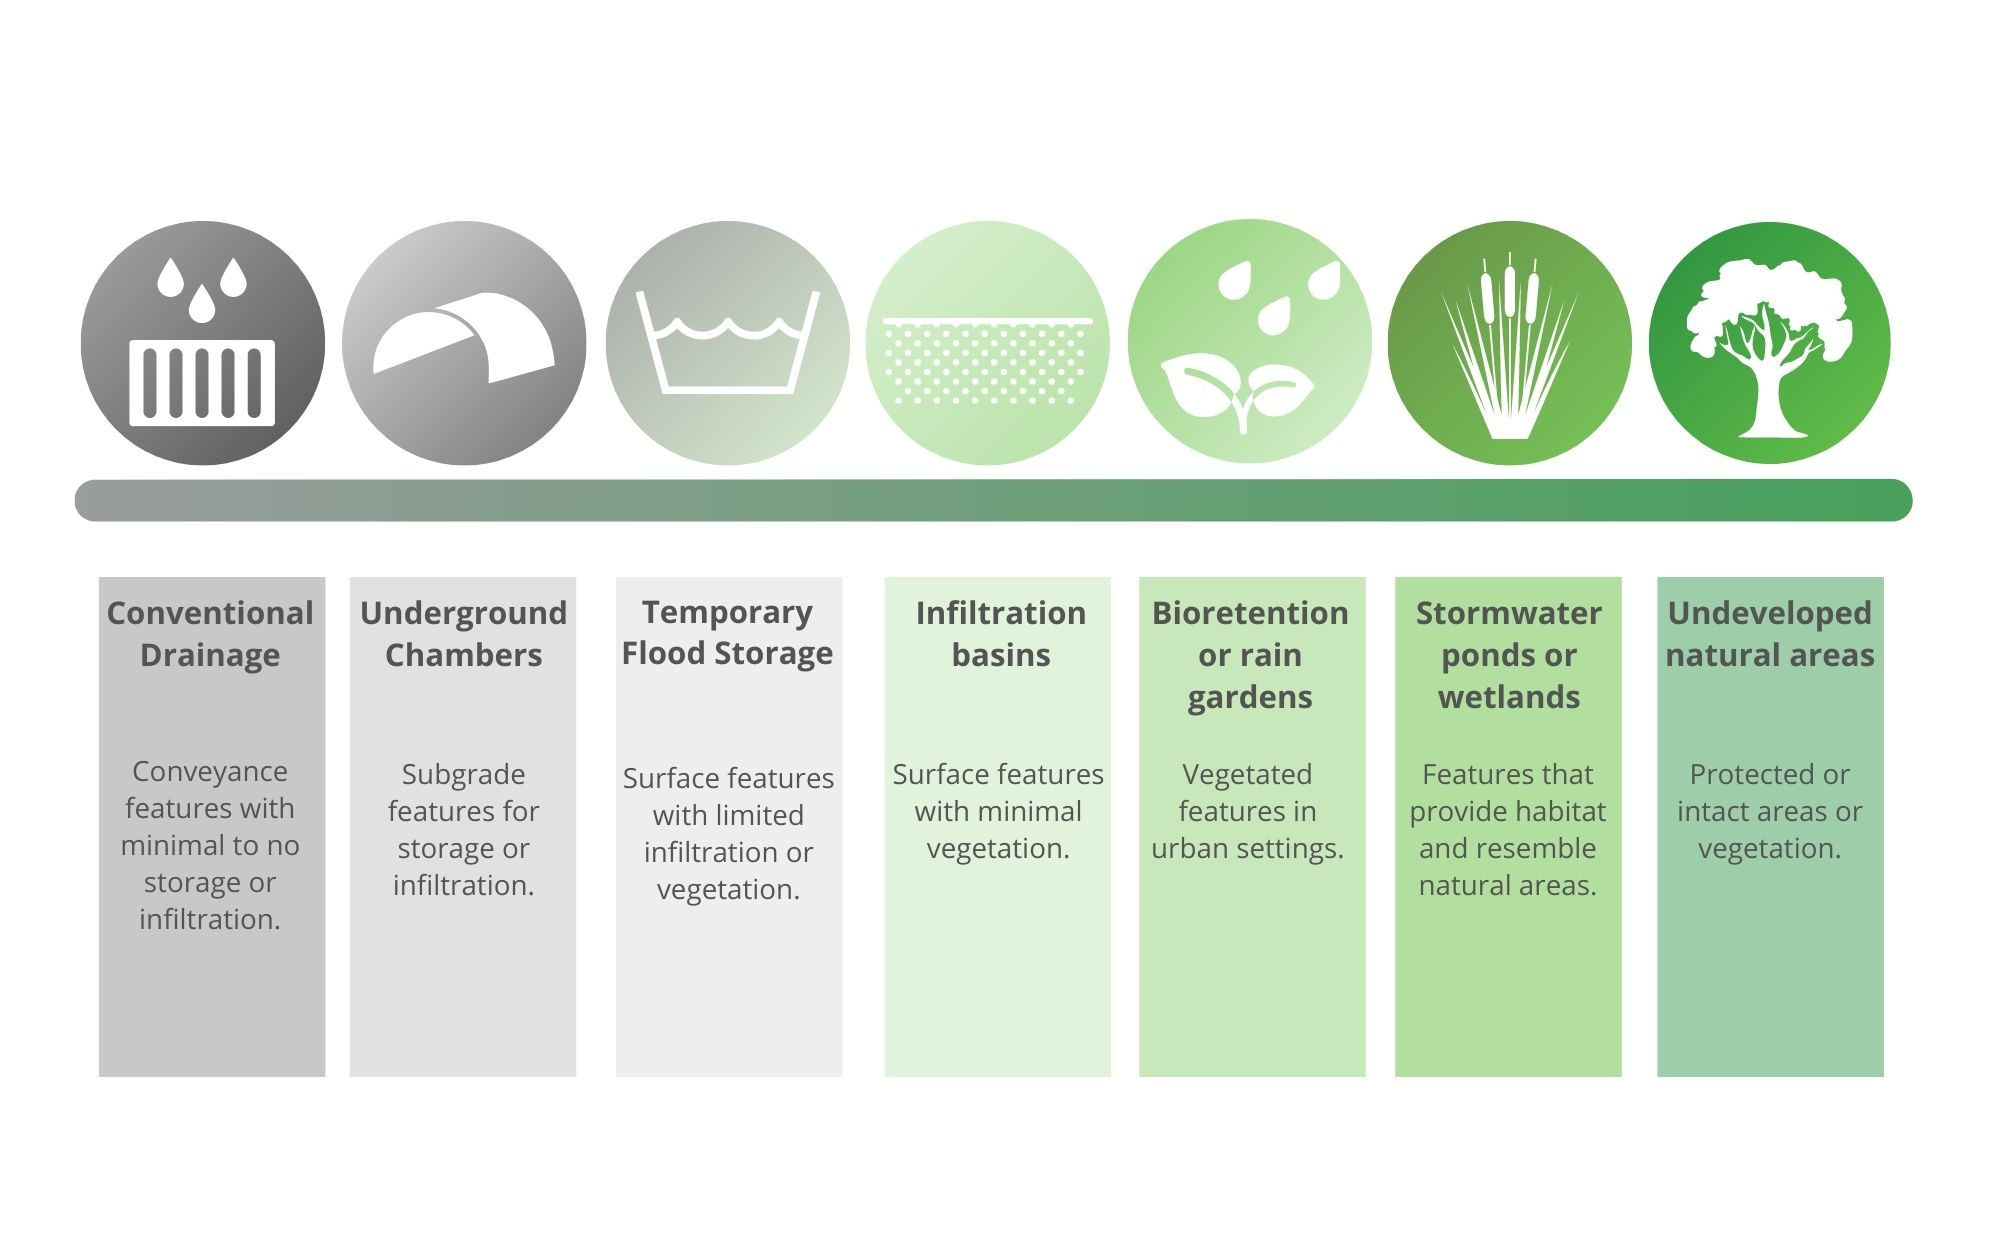 Conventional
Drainage
Conveyance
features with
minimal to no
storage or
infiltration.
Underground
Chambers
Subgrade
features for
storage or
infiltration.
Temporary
Flood Storage
Surface features
with limited
infiltration or
vegetation.
Infiltration
basins
Surface features
with minimal
vegetation.
Bioretention
or rain
gardens
Vegetated
features in
urban settings.
Stormwater
ponds or
wetlands
Features that
provide habitat
and resemble
natural areas.
Undeveloped
natural areas
Protected or
intact areas or
vegetation.